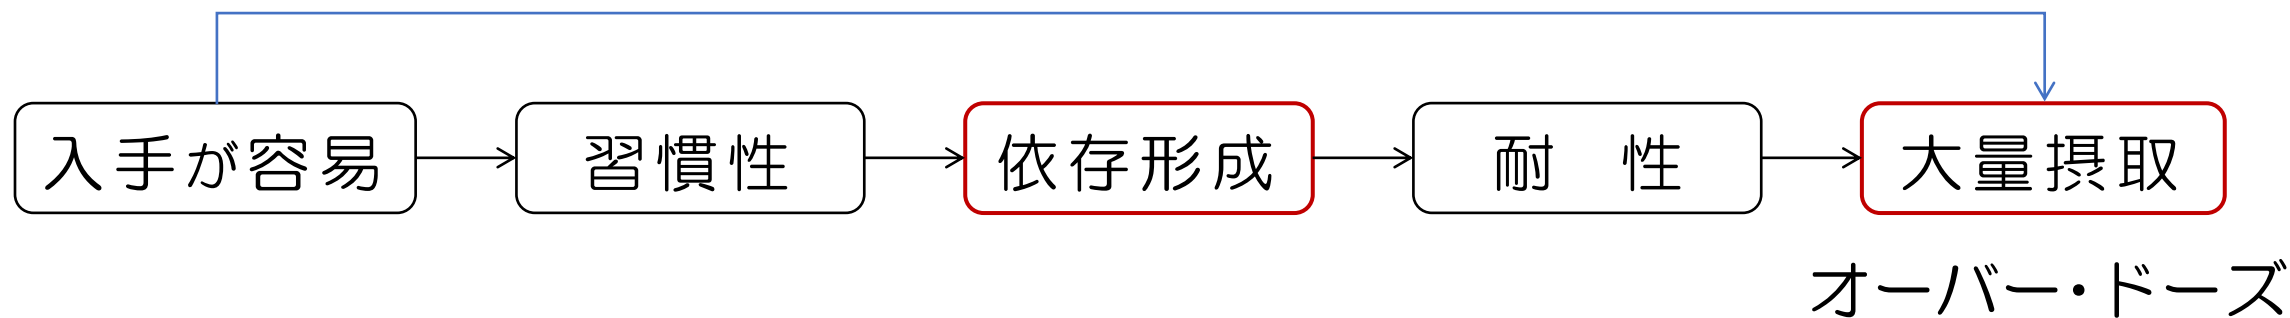 入手が容易
習慣性
依存形成
耐　性
大量摂取
オーバー・ドーズ